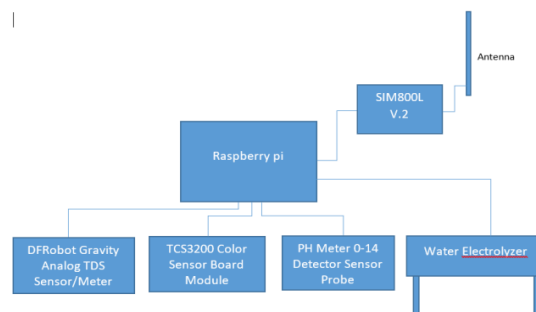 Antenna
SIM800L
V.2
Raspberry pi
DFRobot Gravity
Analog TDS
Sensor/Meter
TCS3200 Color
Sensor Board
Module
PH Meter 0-14
Detector Sensor
Probe
Water Electrolyzer